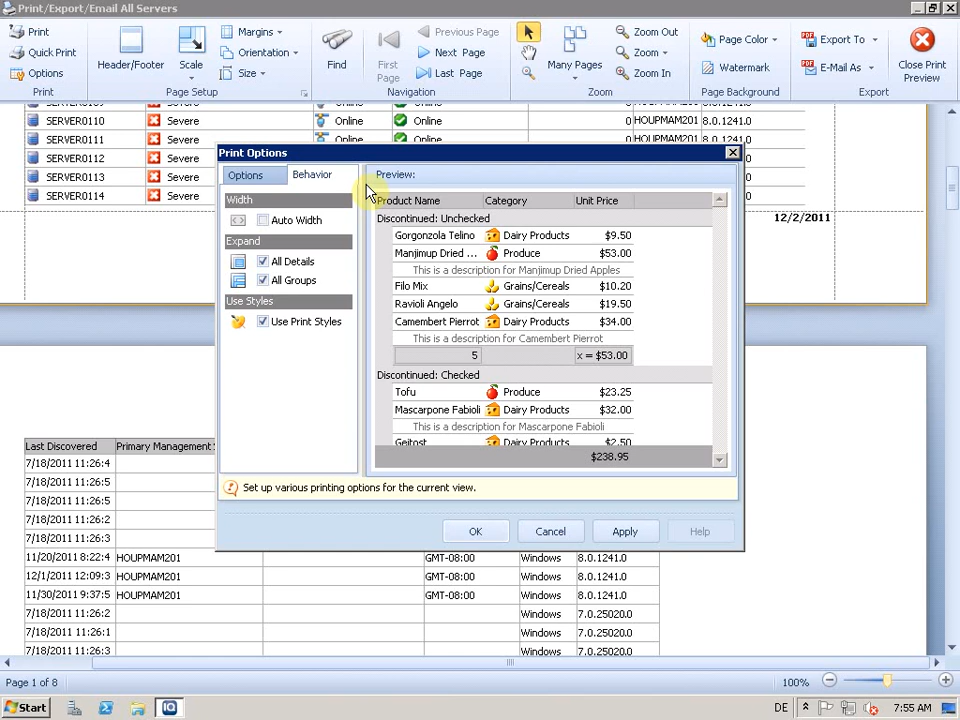 Print/Export/Email All Servers
Print
Quick Print
Options
Header/Footer
Scale
Margins
Orientation
Size
Find
First Page
Previous Page
Next Page
Last Page
Many Pages
Zoom Out
Zoom
Zoom In
Page Color
Watermark
Export To
E-Mail As
Close Print Preview
Print
Page Setup
Navigation
Zoom
Page Background
Export
SERVER0110 Severe Online Online 0 HOUPMAM201 8.0.1241.0
SERVER0111 Severe Online Online 0 HOUPMAM201 8.0.1241.0
SERVER0112 Severe
SERVER0113 Severe
SERVER0114 Severe
12/2/2011
Print Options
Options Behavior
Width
Auto Width
Expand
All Details
All Groups
Use Styles
Use Print Styles
Preview:
Product Name Category Unit Price
Discontinued: Unchecked
Gorgonzola Telino Dairy Products $9.50
Manjimup Dried ... Produce $53.00
This is a description for Manjimup Dried Apples
Filo Mix Grains/Cereals $10.20
Ravioli Angelo Grains/Cereals $19.50
Camembert Pierrot Dairy Products $34.00
This is a description for Camembert Pierrot
5 x = $53.00
Discontinued: Checked
Tofu Produce $23.25
Mascarpone Fabioli Dairy Products $32.00
This is a description for Mascarpone Fabioli
Geitost Dairy Products $2.50
$238.95
Set up various printing options for the current view.
OK Cancel Apply Help
Last Discovered Primary Management
7/18/2011 11:26:4
7/18/2011 11:26:5
7/18/2011 11:26:5
7/18/2011 11:26:2
7/18/2011 11:26:3
11/20/2011 8:22:4 HOUPMAM201 GMT-08:00 Windows 8.0.1241.0
12/1/2011 12:09:3 HOUPMAM201 GMT-08:00 Windows 8.0.1241.0
11/30/2011 9:37:5 HOUPMAM201 GMT-08:00 Windows 8.0.1241.0
7/18/2011 11:26:2 Windows 7.0.25020.0
7/18/2011 11:26:1 Windows 7.0.25020.0
7/18/2011 11:26:3 Windows 7.0.25020.0
Page 1 of 8
100%
Start
DE
7:55 AM